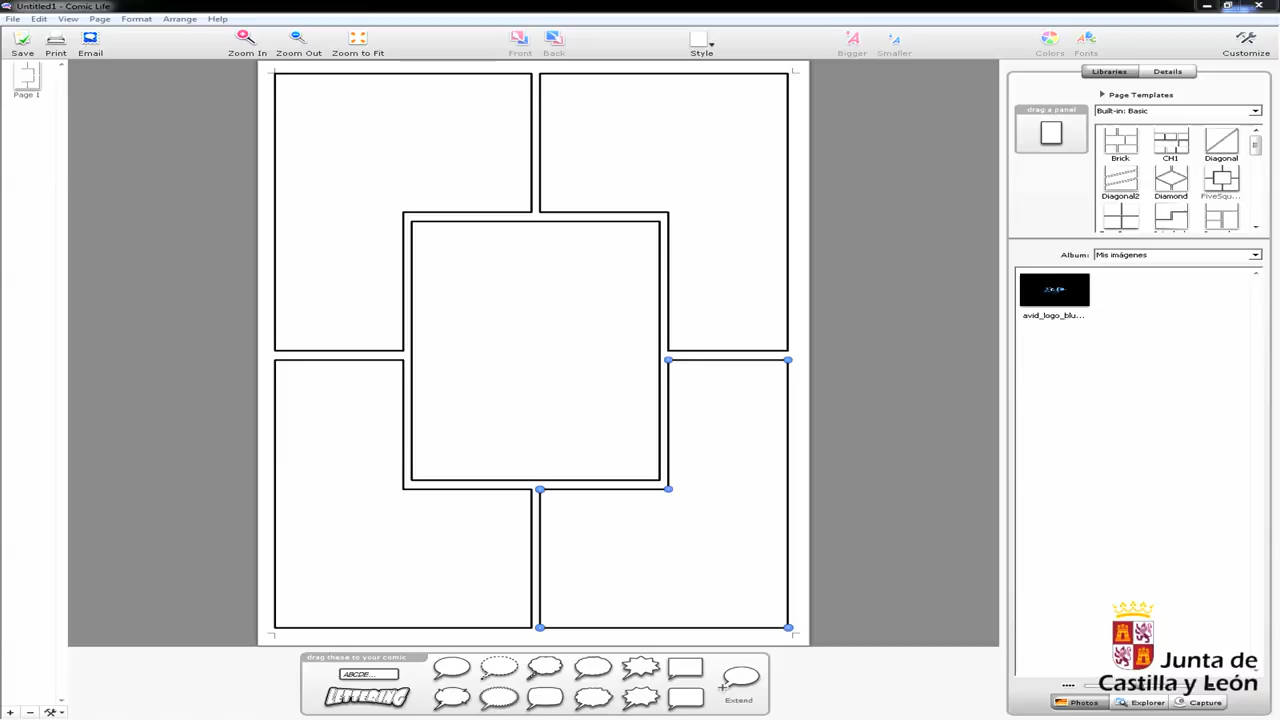 Untitled1 - Comic Life
File Edit View Page Format Arrange Help
Save Print Email Zoom In Zoom Out Zoom to Fit Front Back Style Bigger Smaller Colors Fonts Customize
Page 1
Libraries Details
Page Templates
drag a panel
Built-in: Basic
Brick CH1 Diagonal
Diagonal2 Diamond FiveSqu...
Album: Mis imágenes
avid_logo_blu...
drag these to your comic
ABCDE...
LETTERING
Extend
Junta de
Castilla y León
Photos Explorer Capture